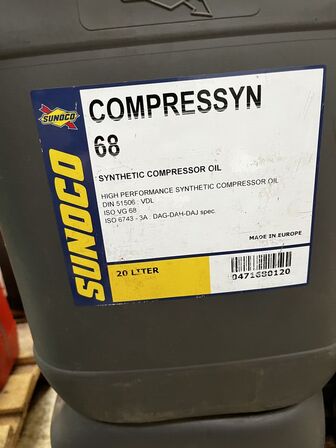 SUNOCO
COMPRESSYN
68
SYNTHETIC COMPRESSOR OIL
HIGH PERFORMANCE SYNTHETIC COMPRESSOR OIL
DIN 51506 : VDL
ISO VG 68
ISO 6743 - 3A : DAG-DAH-DAJ spec.
SUNOCO
MADE IN EUROPE
20 LITER
0471680120